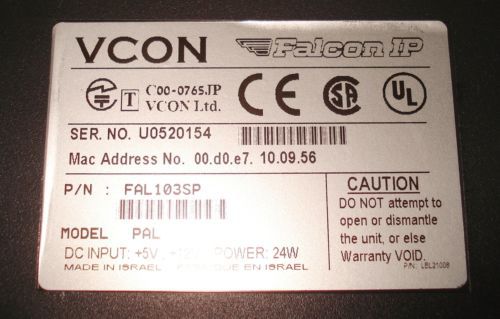 VCON Falcon IP
T C00-0765JP
VCON Ltd. CE SA UL
SER. NO. U0520154
Mac Address No. 00.d0.e7. 10.09.56
P/N : FAL103SP
MODEL PAL
DC INPUT: +5V, +12V POWER: 24W
MADE IN ISRAEL FABRIQUE EN ISRAEL
CAUTION
DO NOT attempt to
open or dismantle
the unit, or else
Warranty VOID.
P/N: LBL21008